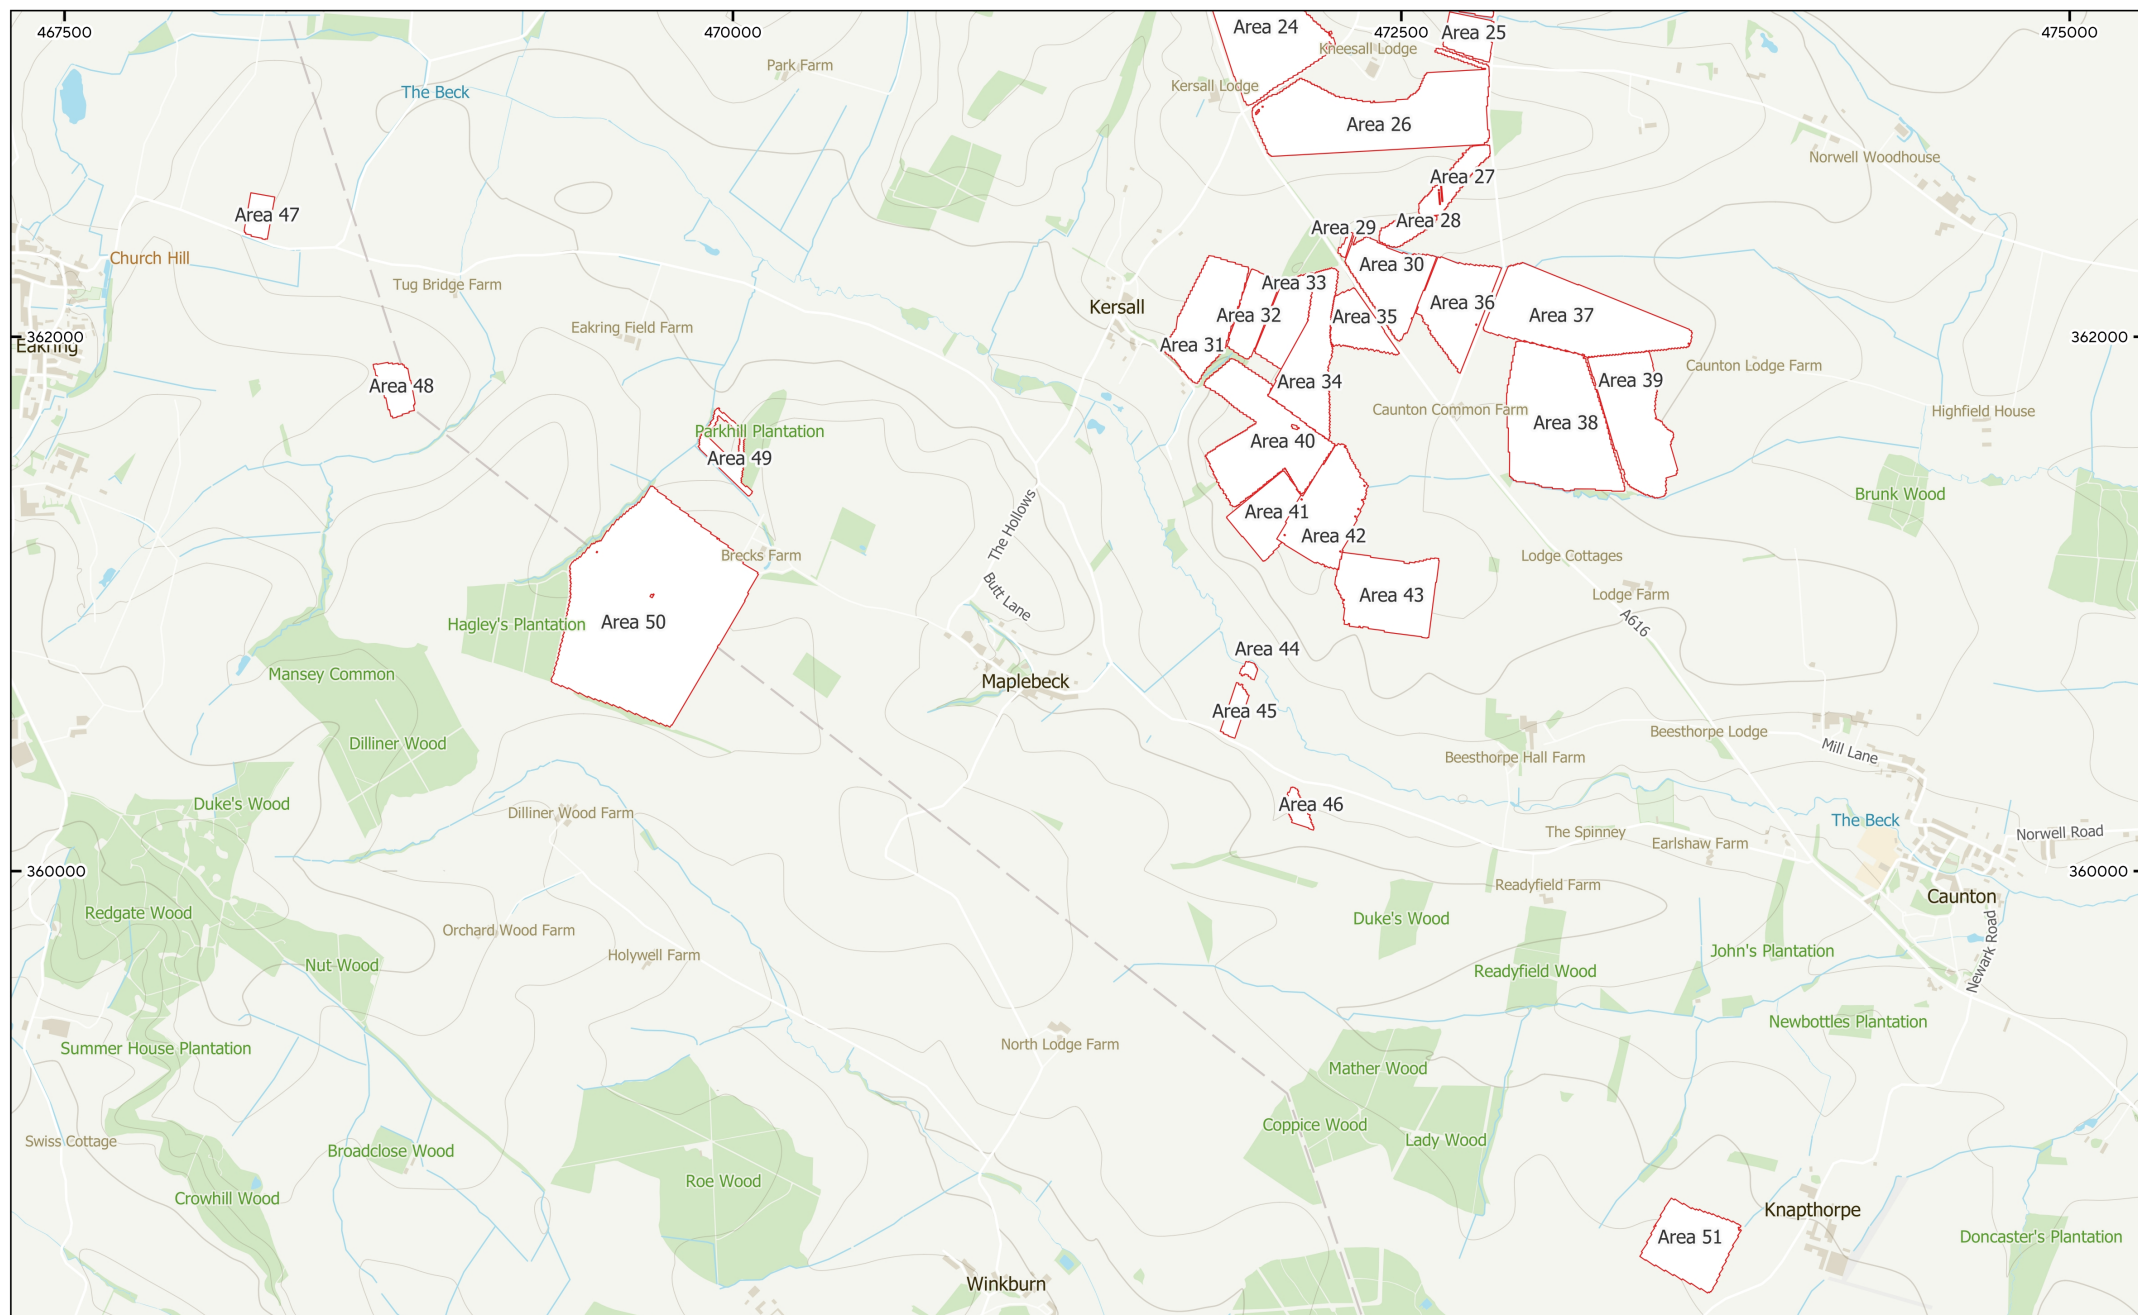 467500
470000
472500
475000
Area 24
Area 25
Kneesall Lodge
Park Farm
Kersall Lodge
The Beck
Area 26
Norwell Woodhouse
Area 27
Area 47
Area 28
Area 29
Church Hill
Area 30
Tug Bridge Farm
Area 33
Area 36
Kersall
Area 32
Area 35
Area 37
Eakring Field Farm
362000
362000
Eakring
Area 31
Caunton Lodge Farm
Area 48
Area 34
Area 39
Caunton Common Farm
Highfield House
Area 38
Parkhill Plantation
Area 40
Area 49
Brunk Wood
The Hollows
Area 41
Area 42
Brecks Farm
Lodge Cottages
Butt Lane
Area 43
Lodge Farm
Area 50
Hagley's Plantation
A616
Area 44
Mansey Common
Maplebeck
Area 45
Beesthorpe Lodge
Dilliner Wood
Mill Lane
Beesthorpe Hall Farm
Duke's Wood
Area 46
Dilliner Wood Farm
The Beck
The Spinney
Norwell Road
Earlshaw Farm
360000
360000
Readyfield Farm
Caunton
Redgate Wood
Duke's Wood
Orchard Wood Farm
Newark Road
Holywell Farm
John's Plantation
Nut Wood
Readyfield Wood
Newbottles Plantation
North Lodge Farm
Summer House Plantation
Mather Wood
Coppice Wood
Swiss Cottage
Lady Wood
Broadclose Wood
Roe Wood
Crowhill Wood
Knapthorpe
Area 51
Doncaster's Plantation
Winkburn